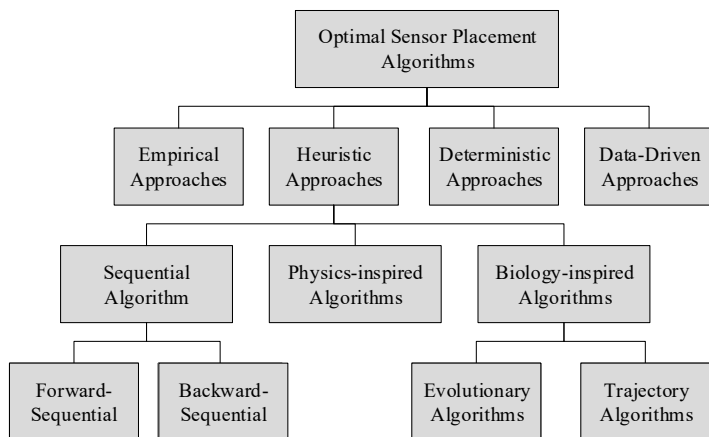 Optimal Sensor Placement
Algorithms
Empirical
Approaches
Heuristic
Approaches
Deterministic
Approaches
Data-Driven
Approaches
Sequential
Algorithm
Physics-inspired
Algorithms
Biology-inspired
Algorithms
Forward-
Sequential
Backward-
Sequential
Evolutionary
Algorithms
Trajectory
Algorithms